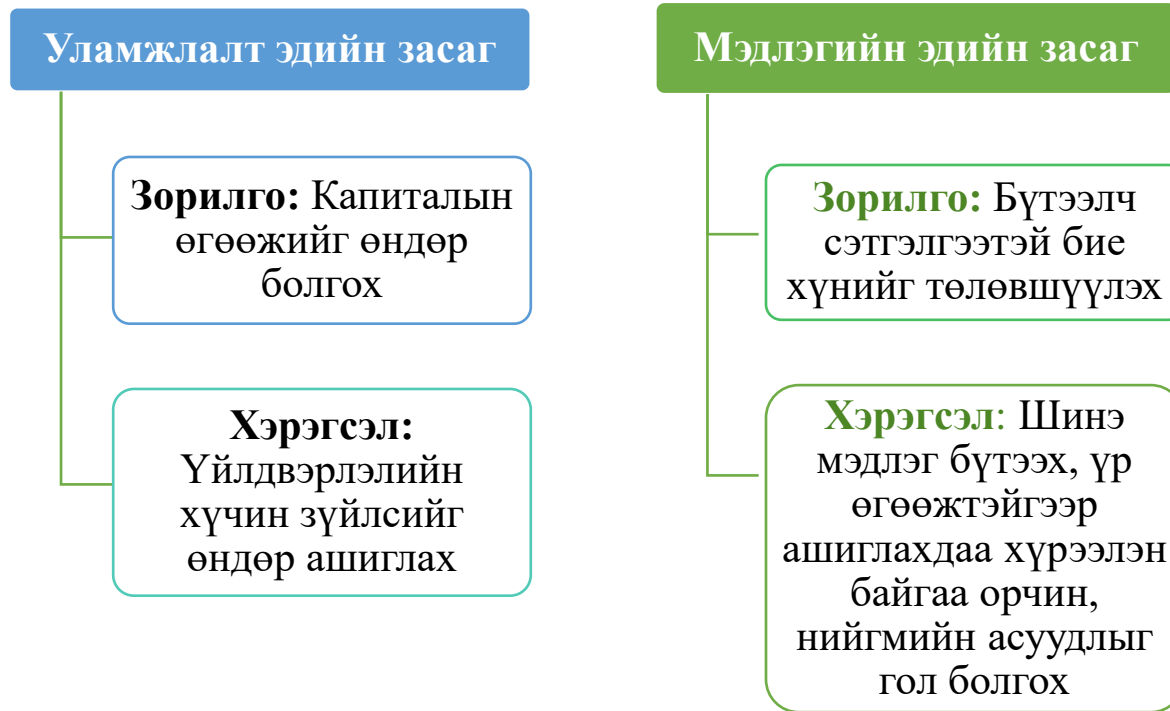 Уламжлалт эдийн засаг
Зорилго: Капиталын
өгөөжийг өндөр
болгох
Хэрэгсэл:
Үйлдвэрлэлийн
хүчин зүйлсийг
өндөр ашиглах
Мэдлэгийн эдийн засаг
Зорилго: Бүтээлч
сэтгэлгээтэй бие
хүнийг төлөвшүүлэх
Хэрэгсэл: Шинэ
мэдлэг бүтээх, үр
өгөөжтэйгээр
ашиглахдаа хүрээлэн
байгаа орчин,
нийгмийн асуудлыг
гол болгох